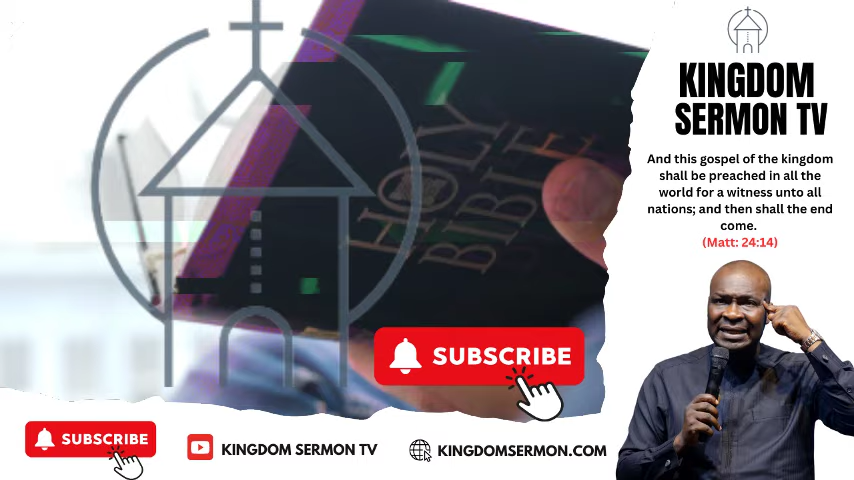 HOLY
BIBLE
SUBSCRIBE
KINGDOM
SERMON TV
And this gospel of the kingdom
shall be preached in all the
world for a witness unto all
nations; and then shall the end
come.
(Matt: 24:14)
SUBSCRIBE
KINGDOM SERMON TV
KINGDOMSERMON.COM